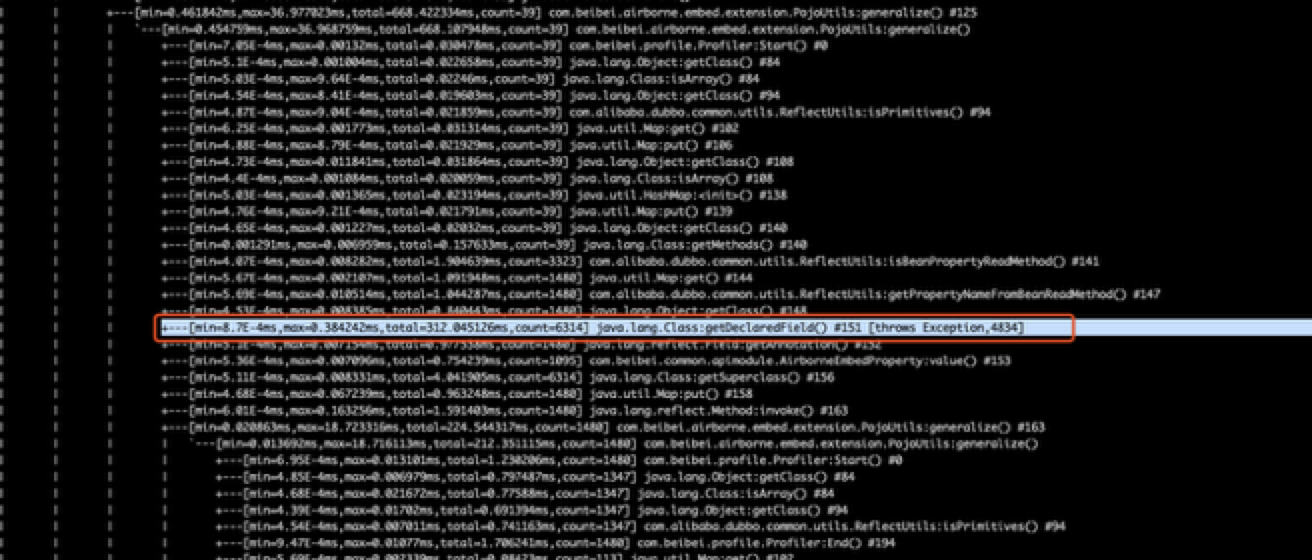 +---[min=0.461842ms,max=36.977023ms,total=668.422334ms,count=39] com.beibei.airborne.embed.extension.PojoUtils:generalize() #125
`---[min=0.454759ms,max=36.968759ms,total=668.107948ms,count=39] com.beibei.airborne.embed.extension.PojoUtils:generalize()
+---[min=7.05E-4ms,max=0.00132ms,total=0.030478ms,count=39] com.beibei.profile.Profiler:Start() #0
+---[min=5.1E-4ms,max=0.001004ms,total=0.022658ms,count=39] java.lang.Object:getClass() #84
+---[min=5.03E-4ms,max=9.64E-4ms,total=0.02246ms,count=39] java.lang.Class:isArray() #84
+---[min=4.54E-4ms,max=8.41E-4ms,total=0.019603ms,count=39] java.lang.Object:getClass() #94
+---[min=4.87E-4ms,max=9.04E-4ms,total=0.021859ms,count=39] com.alibaba.dubbo.common.utils.ReflectUtils:isPrimitives() #94
+---[min=6.25E-4ms,max=0.001773ms,total=0.031314ms,count=39] java.util.Map:get() #102
+---[min=4.88E-4ms,max=8.79E-4ms,total=0.021929ms,count=39] java.util.Map:put() #106
+---[min=4.73E-4ms,max=0.011841ms,total=0.031864ms,count=39] java.lang.Object:getClass() #108
+---[min=4.4E-4ms,max=0.001084ms,total=0.020059ms,count=39] java.lang.Class:isArray() #108
+---[min=5.03E-4ms,max=0.001365ms,total=0.023194ms,count=39] java.util.HashMap:<init>() #138
+---[min=4.76E-4ms,max=9.21E-4ms,total=0.021791ms,count=39] java.util.Map:put() #139
+---[min=4.65E-4ms,max=0.001227ms,total=0.02032ms,count=39] java.lang.Object:getClass() #140
+---[min=0.001291ms,max=0.006959ms,total=0.157633ms,count=39] java.lang.Class:getMethods() #140
+---[min=4.07E-4ms,max=0.008282ms,total=1.904639ms,count=3323] com.alibaba.dubbo.common.utils.ReflectUtils:isBeanPropertyReadMethod() #141
+---[min=5.67E-4ms,max=0.002107ms,total=1.091948ms,count=1480] java.util.Map:get() #144
+---[min=5.69E-4ms,max=0.010514ms,total=1.044287ms,count=1480] com.alibaba.dubbo.common.utils.ReflectUtils:getPropertyNameFromBeanReadMethod() #147
+---[min=4.53E-4ms,max=0.008385ms,total=0.840443ms,count=1480] java.lang.Object:getClass() #148
+---[min=8.7E-4ms,max=0.384242ms,total=312.045126ms,count=6314] java.lang.Class:getDeclaredField() #151 [throws Exception,4834]
+---[min=5.1E-4ms,max=0.007154ms,total=0.977538ms,count=1480] java.lang.reflect.Field:getAnnotation() #152
+---[min=5.36E-4ms,max=0.007096ms,total=0.754239ms,count=1095] com.beibei.common.apimodule.AirborneEmbedProperty:value() #153
+---[min=5.11E-4ms,max=0.008331ms,total=4.041905ms,count=6314] java.lang.Class:getSuperclass() #156
+---[min=4.68E-4ms,max=0.067239ms,total=0.963248ms,count=1480] java.util.Map:put() #158
+---[min=6.01E-4ms,max=0.163256ms,total=1.591403ms,count=1480] java.lang.reflect.Method:invoke() #163
+---[min=0.020863ms,max=18.723316ms,total=224.544317ms,count=1480] com.beibei.airborne.embed.extension.PojoUtils:generalize() #163
`---[min=0.013692ms,max=18.716113ms,total=212.351115ms,count=1480] com.beibei.airborne.embed.extension.PojoUtils:generalize()
+---[min=6.95E-4ms,max=0.013101ms,total=1.230206ms,count=1480] com.beibei.profile.Profiler:Start() #0
+---[min=4.85E-4ms,max=0.006979ms,total=0.797487ms,count=1347] java.lang.Object:getClass() #84
+---[min=4.68E-4ms,max=0.021672ms,total=0.77588ms,count=1347] java.lang.Class:isArray() #84
+---[min=4.39E-4ms,max=0.01702ms,total=0.691394ms,count=1347] java.lang.Object:getClass() #94
+---[min=4.54E-4ms,max=0.007011ms,total=0.741163ms,count=1347] com.alibaba.dubbo.common.utils.ReflectUtils:isPrimitives() #94
+---[min=9.47E-4ms,max=0.01077ms,total=1.706241ms,count=1480] com.beibei.profile.Profiler:End() #194